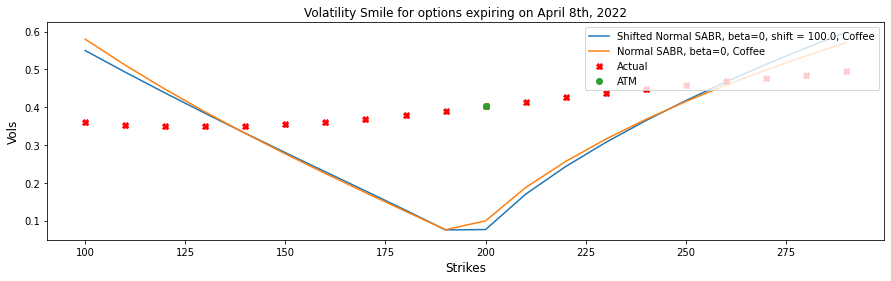 Volatility Smile for options expiring on April 8th, 2022
Shifted Normal SABR, beta=0, shift = 100.0, Coffee
Normal SABR, beta=0, Coffee
Actual
ATM
Vols
0.6
0.5
0.4
0.3
0.2
0.1
100 125 150 175 200 225 250 275
Strikes